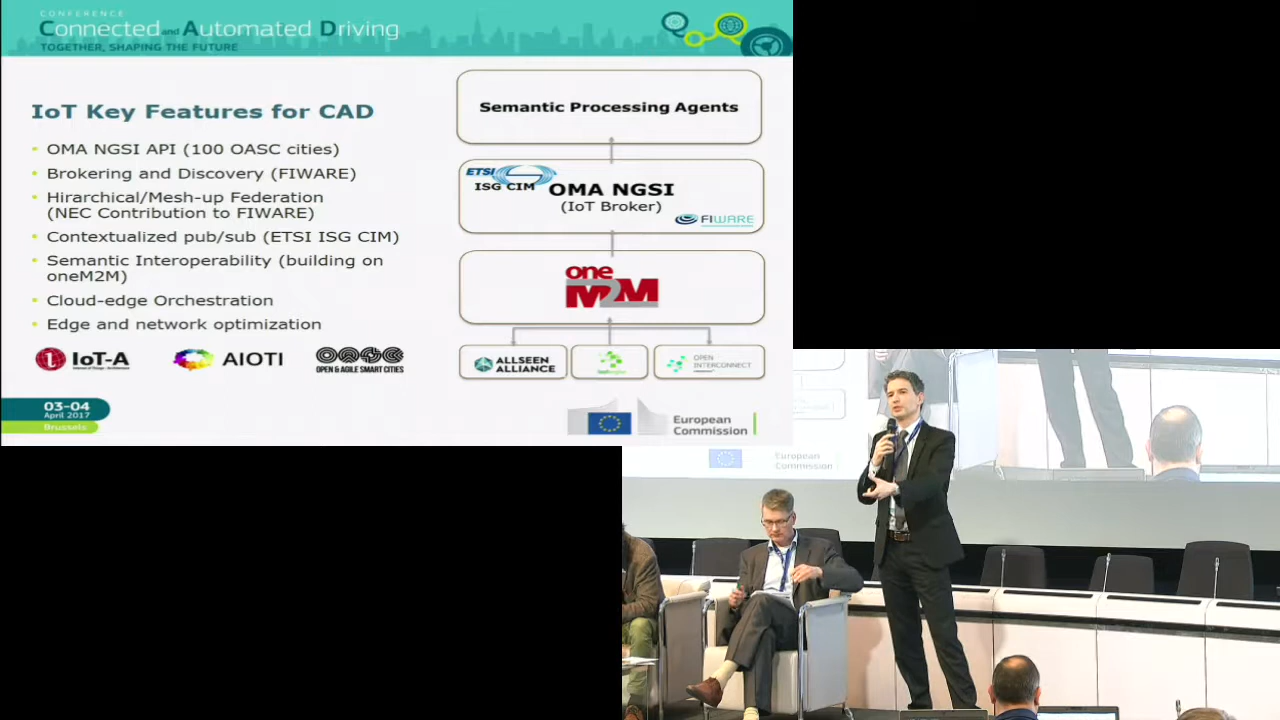 CONFERENCE
Connected and Automated Driving
TOGETHER, SHAPING THE FUTURE
IoT Key Features for CAD
OMA NGSI API (100 OASC cities)
Brokering and Discovery (FIWARE)
Hirarchical/Mesh-up Federation
(NEC Contribution to FIWARE)
Contextualized pub/sub (ETSI ISG CIM)
Semantic Interoperability (building on
oneM2M)
Cloud-edge Orchestration
Edge and network optimization
IoT-A
AIOTI
OASC
OPEN & AGILE SMART CITIES
03-04
April 2017
Brussels
Semantic Processing Agents
ETSI
ISG CIM
OMA NGSI
(IoT Broker)
FIWARE
one
M2M
ALLSEEN
ALLIANCE
OPEN
INTERCONNECT
European
Commission
European
Commission